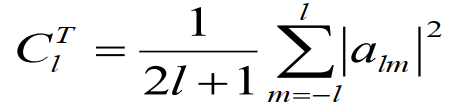 C_l^T = \frac{1}{2l+1} \sum_{m=-l}^{l} |a_{lm}|^2